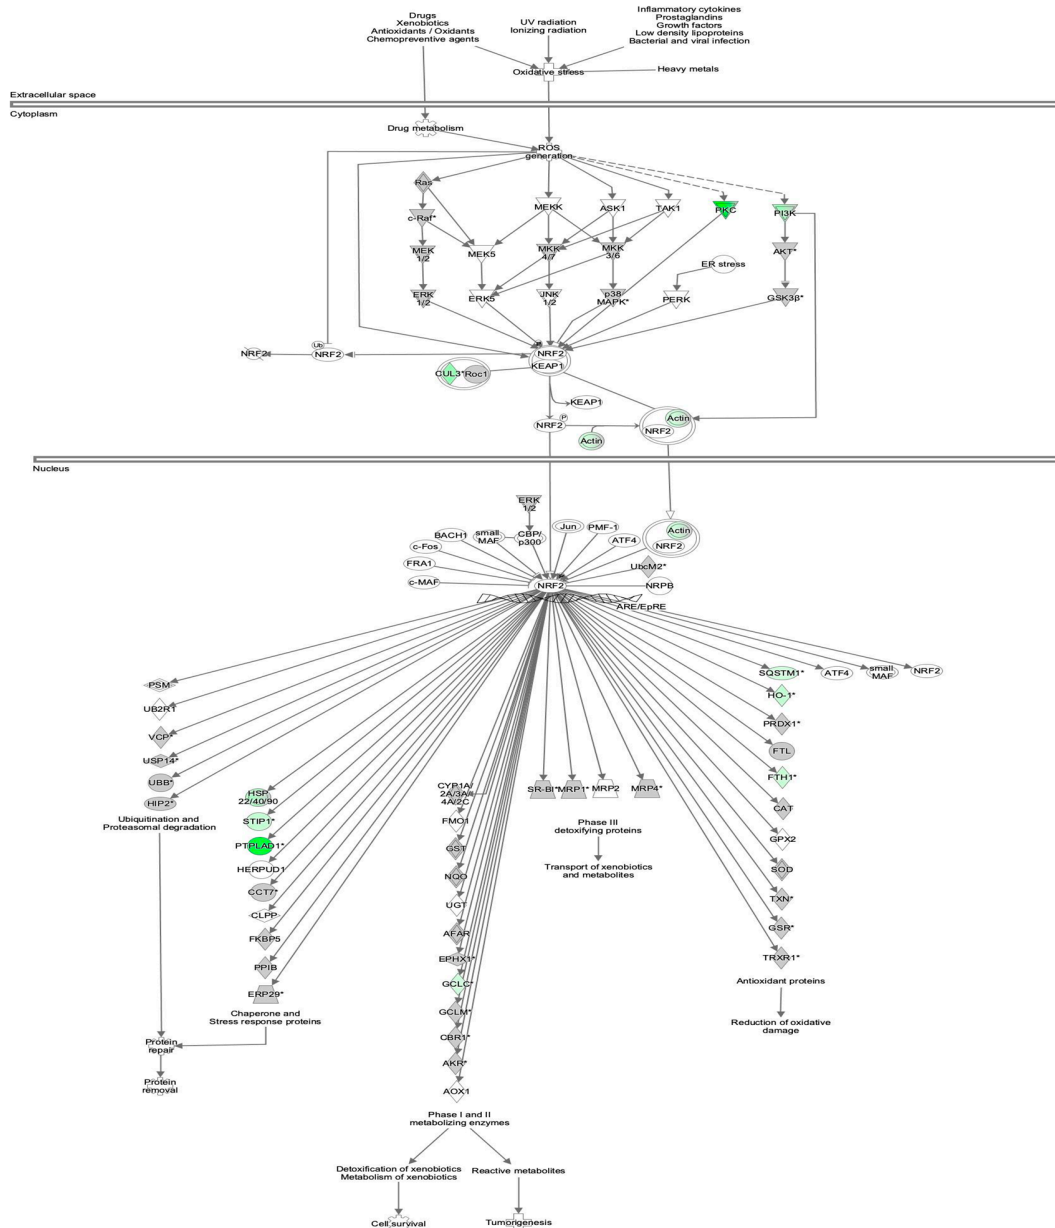 Drugs
Xenobiotics
Antioxidants / Oxidants
Chemopreventive agents
UV radiation
Ionizing radiation
Inflammatory cytokines
Prostaglandins
Growth factors
Low density lipoproteins
Bacterial and viral infection
Oxidative stress
Heavy metals
Extracellular space
Cytoplasm
Drug metabolism
ROS
generation
Ras
MEKK
ASK1
TAK1
PKC
PI3K
c-Raf*
MEK
1/2
MEK5
MKK
4/7
MKK
3/6
AKT*
ER stress
ERK
1/2
ERK5
JNK
1/2
p38
MAPK*
PERK
GSK3β*
Ub
NRF2
NRF2
NRF2
KEAP1
CUL3*
Roc1
KEAP1
NRF2
P
Actin
Actin
NRF2
Nucleus
ERK
1/2
BACH1
small
MAF
CBP/
p300
Jun
PMF-1
ATF4
Actin
NRF2
c-Fos
FRA1
c-MAF
UbcM2*
NRF2
NRPB
ARE/EpRE
PSM
UB2R1
VCP*
USP14*
UBB*
HIP2*
Ubiquitination and
Proteasomal degradation
HSP
22/40/90
STIP1*
PTPLAD1*
HERPUD1
CCT7*
CLPP
FKBP5
PPIB
ERP29*
Chaperone and
Stress response proteins
Protein
repair
Protein
removal
CYP1A/
2A/3A/
4A/2C
FMO1
GST
NQO
UGT
AFAR
EPHX1*
GCLC*
GCLM*
CBR1*
AKR*
AOX1
Phase I and II
metabolizing enzymes
Detoxification of xenobiotics
Metabolism of xenobiotics
Reactive metabolites
Cell survival
Tumorigenesis
SR-BI*
MRP1*
MRP2
MRP4*
Phase III
detoxifying proteins
Transport of xenobiotics
and metabolites
SQSTM1*
ATF4
small
MAF
NRF2
HO-1*
PRDX1*
FTL
FTH1*
CAT
GPX2
SOD
TXN*
GSR*
TRXR1*
Antioxidant proteins
Reduction of oxidative
damage